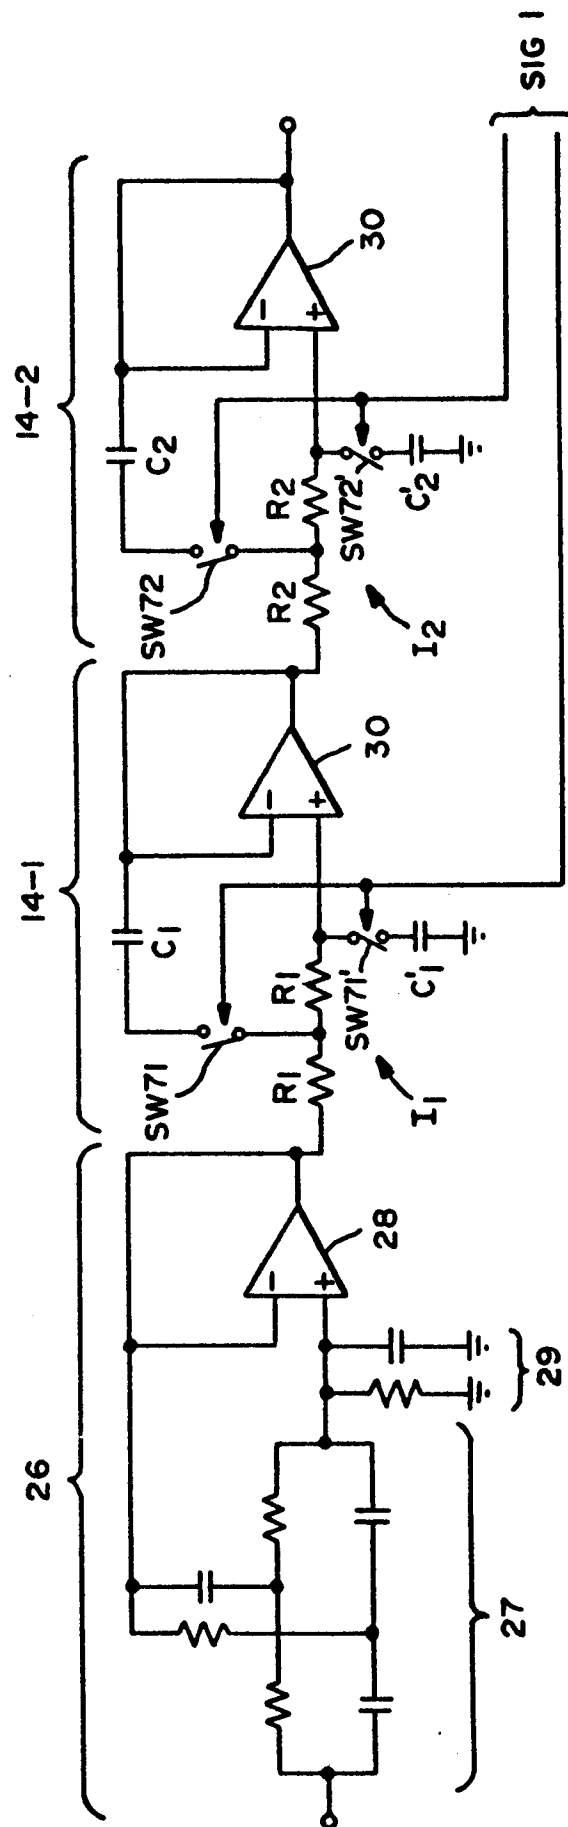 26
14-1
14-2
SW71
C1
SW72
C2
−
+
28
R1
R1
−
+
30
R2
R2
−
+
30
SW71'
C'1
SW72'
C'2
27
29
I1
I2
SIG 1